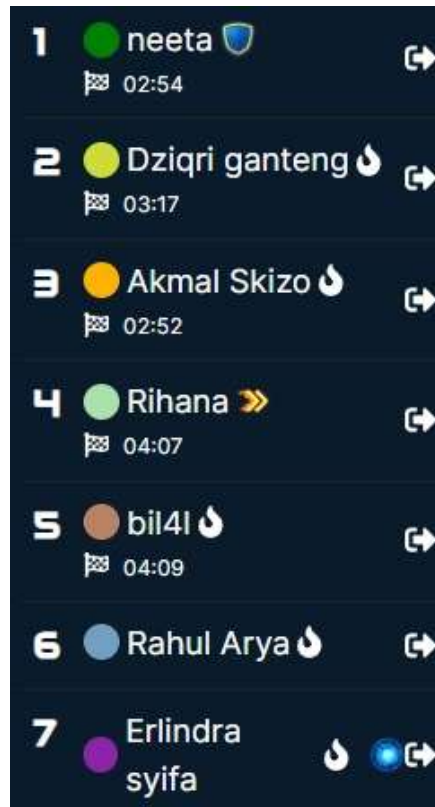 1 neeta
02:54
2 Dziqri ganteng
03:17
3 Akmal Skizo
02:52
4 Rihana
04:07
5 bil4l
04:09
6 Rahul Arya
7 Erlindra
syifa